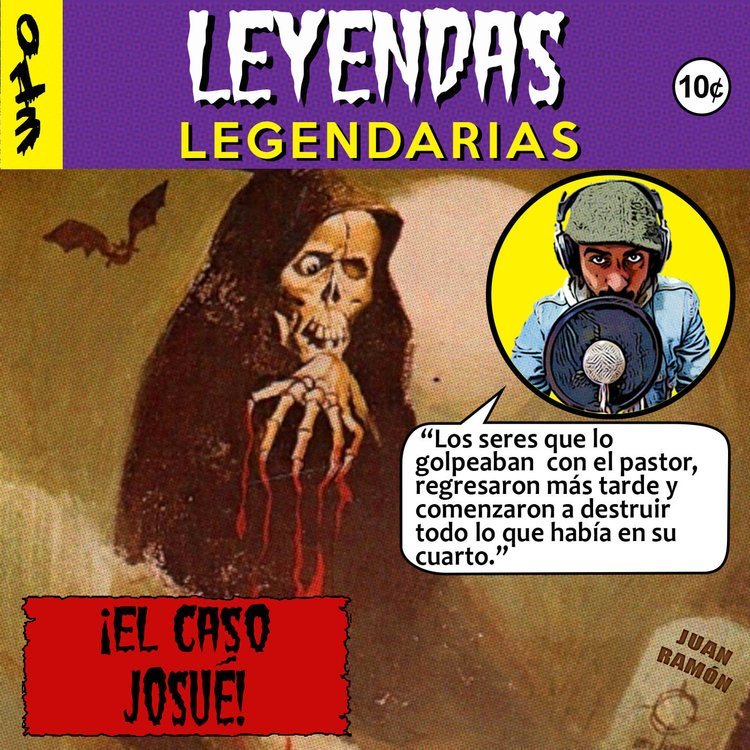 LEYENDAS
LEGENDARIAS
10¢
“Los seres que lo
golpeaban con el pastor,
regresaron más tarde y
comenzaron a destruir
todo lo que había en su
cuarto.”
¡EL CASO
JOSUÉ!
JUAN
RAMÓN